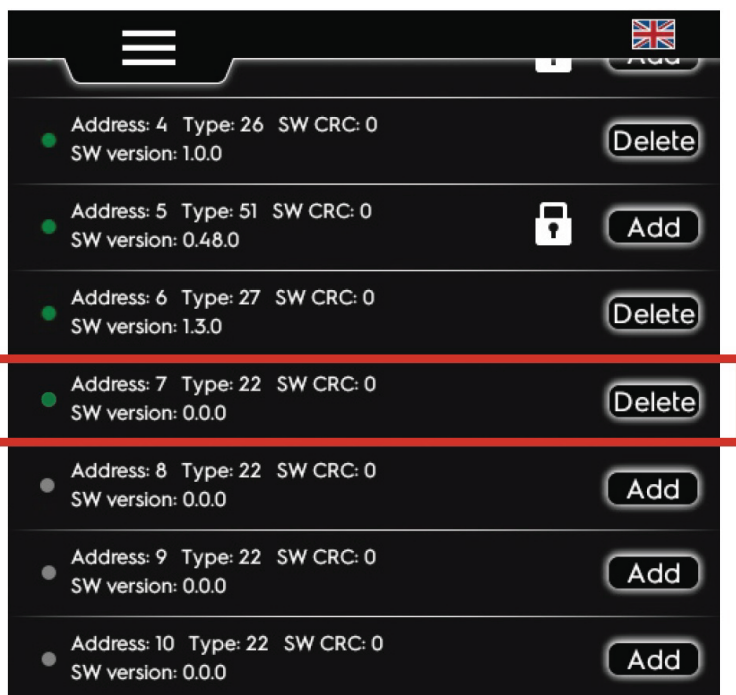 Add
Address: 4 Type: 26 SW CRC: 0
SW version: 1.0.0
Delete
Address: 5 Type: 51 SW CRC: 0
SW version: 0.48.0
Add
Address: 6 Type: 27 SW CRC: 0
SW version: 1.3.0
Delete
Address: 7 Type: 22 SW CRC: 0
SW version: 0.0.0
Delete
Address: 8 Type: 22 SW CRC: 0
SW version: 0.0.0
Add
Address: 9 Type: 22 SW CRC: 0
SW version: 0.0.0
Add
Address: 10 Type: 22 SW CRC: 0
SW version: 0.0.0
Add